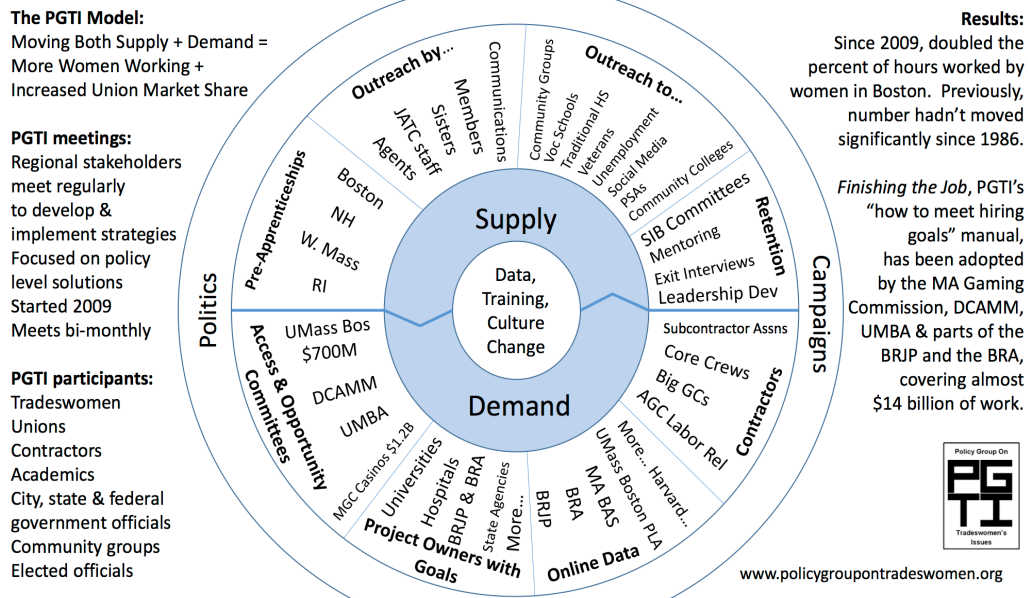 The PGTI Model:
Moving Both Supply + Demand =
More Women Working +
Increased Union Market Share
PGTI meetings:
Regional stakeholders
meet regularly
to develop &
implement strategies
Focused on policy
level solutions
Started 2009
Meets bi-monthly
PGTI participants:
Tradeswomen
Unions
Contractors
Academics
City, state & federal
government officials
Community groups
Elected officials
Politics
Pre-Apprenticeships
Boston
NH
W. Mass
RI
Outreach by...
Agents
JATC staff
Sisters
Members
Communications
Outreach to...
Community Groups
Voc Schools
Traditional HS
Veterans
Unemployment
Social Media
PSAs
Community Colleges
Retention
SIB Committees
Mentoring
Exit Interviews
Leadership Dev
Supply
Data,
Training,
Culture
Change
Demand
Access & Opportunity
Committees
UMass Bos
$700M
DCAMM
UMBA
MGC Casinos $1.2B
Project Owners with
Goals
Universities
Hospitals
BRJP & BRA
State Agencies
More...
Online Data
BRJP
BRA
MA BAS
UMass Boston PLA
More... Harvard...
Contractors
Subcontractor Assns
Core Crews
Big GCs
AGC Labor Rel
Campaigns
Results:
Since 2009, doubled the
percent of hours worked by
women in Boston. Previously,
number hadn't moved
significantly since 1986.
Finishing the Job, PGTI's
"how to meet hiring
goals" manual,
has been adopted
by the MA Gaming
Commission, DCAMM,
UMBA & parts of the
BRJP and the BRA,
covering almost
$14 billion of work.
Policy Group On
PG
TI
Tradeswomen's
Issues
www.policygroupontradeswomen.org